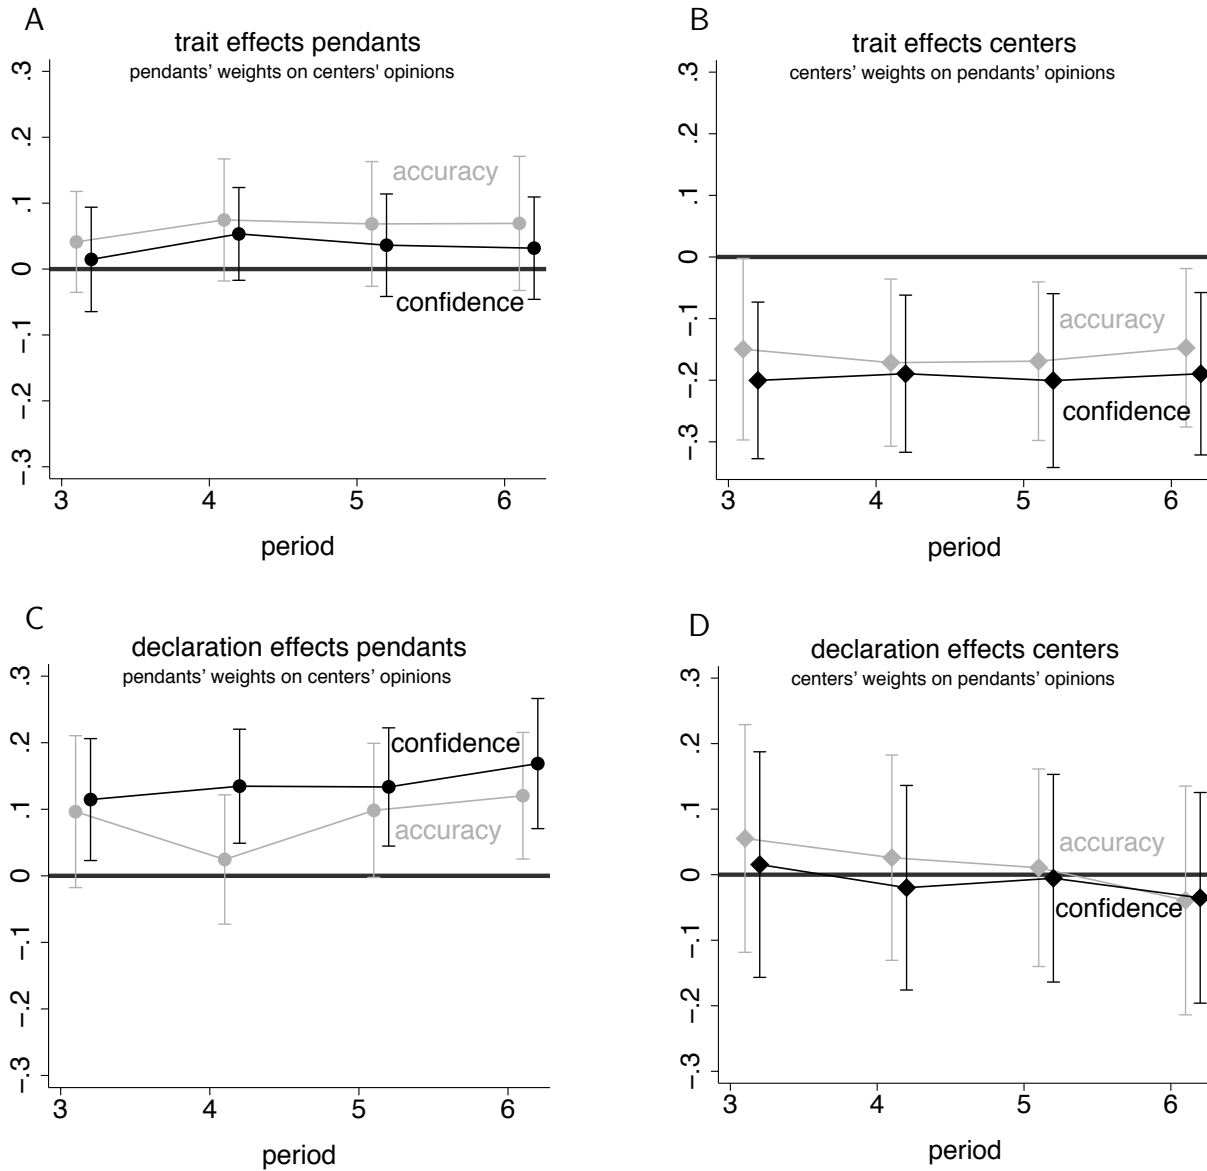 A
trait effects pendants
pendants' weights on centers' opinions
.3
.2
.1
0
-.1
-.2
-.3
accuracy
confidence
3 4 5 6
period
B
trait effects centers
centers' weights on pendants' opinions
.3
.2
.1
0
-.1
-.2
-.3
accuracy
confidence
3 4 5 6
period
C
declaration effects pendants
pendants' weights on centers' opinions
.3
.2
.1
0
-.1
-.2
-.3
confidence
accuracy
3 4 5 6
period
D
declaration effects centers
centers' weights on pendants' opinions
.3
.2
.1
0
-.1
-.2
-.3
accuracy
confidence
3 4 5 6
period